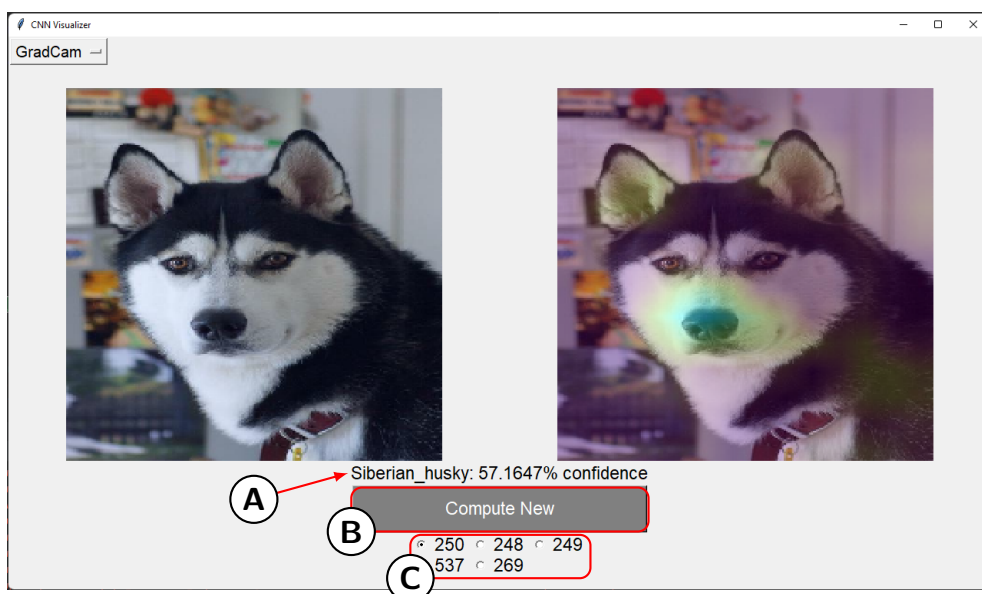 CNN Visualizer
GradCam
Siberian_husky: 57.1647% confidence
A
Compute New
B
250 248 249
537 269
C